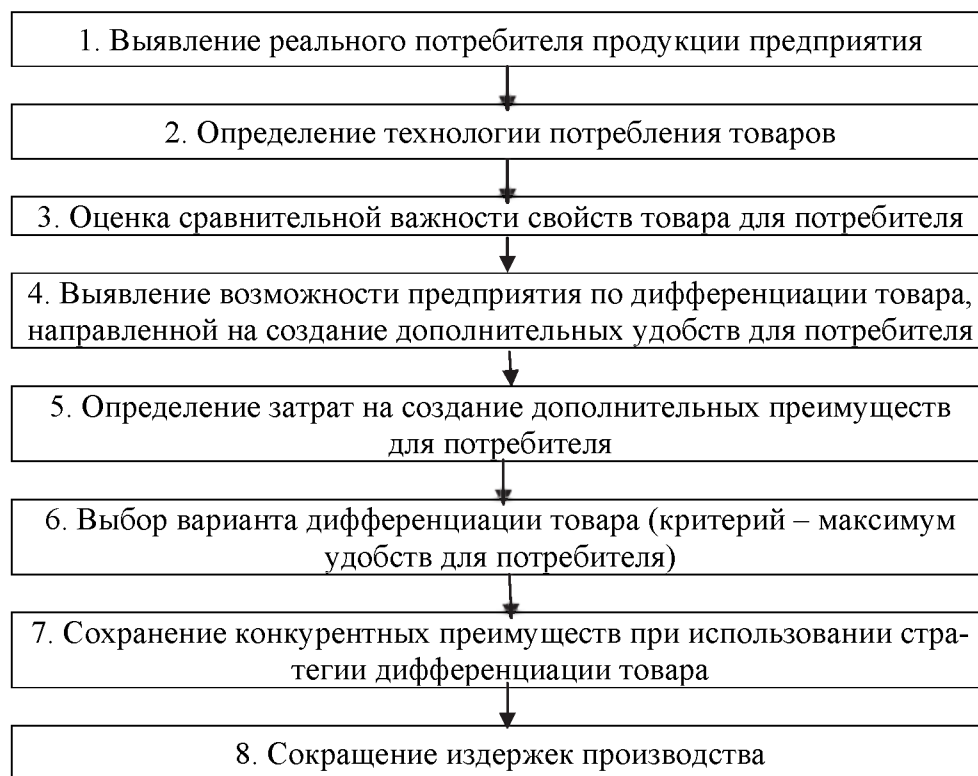 1. Выявление реального потребителя продукции предприятия
2. Определение технологии потребления товаров
3. Оценка сравнительной важности свойств товара для потребителя
4. Выявление возможности предприятия по дифференциации товара,
направленной на создание дополнительных удобств для потребителя
5. Определение затрат на создание дополнительных преимуществ
для потребителя
6. Выбор варианта дифференциации товара (критерий – максимум
удобств для потребителя)
7. Сохранение конкурентных преимуществ при использовании стра-
тегии дифференциации товара
8. Сокращение издержек производства